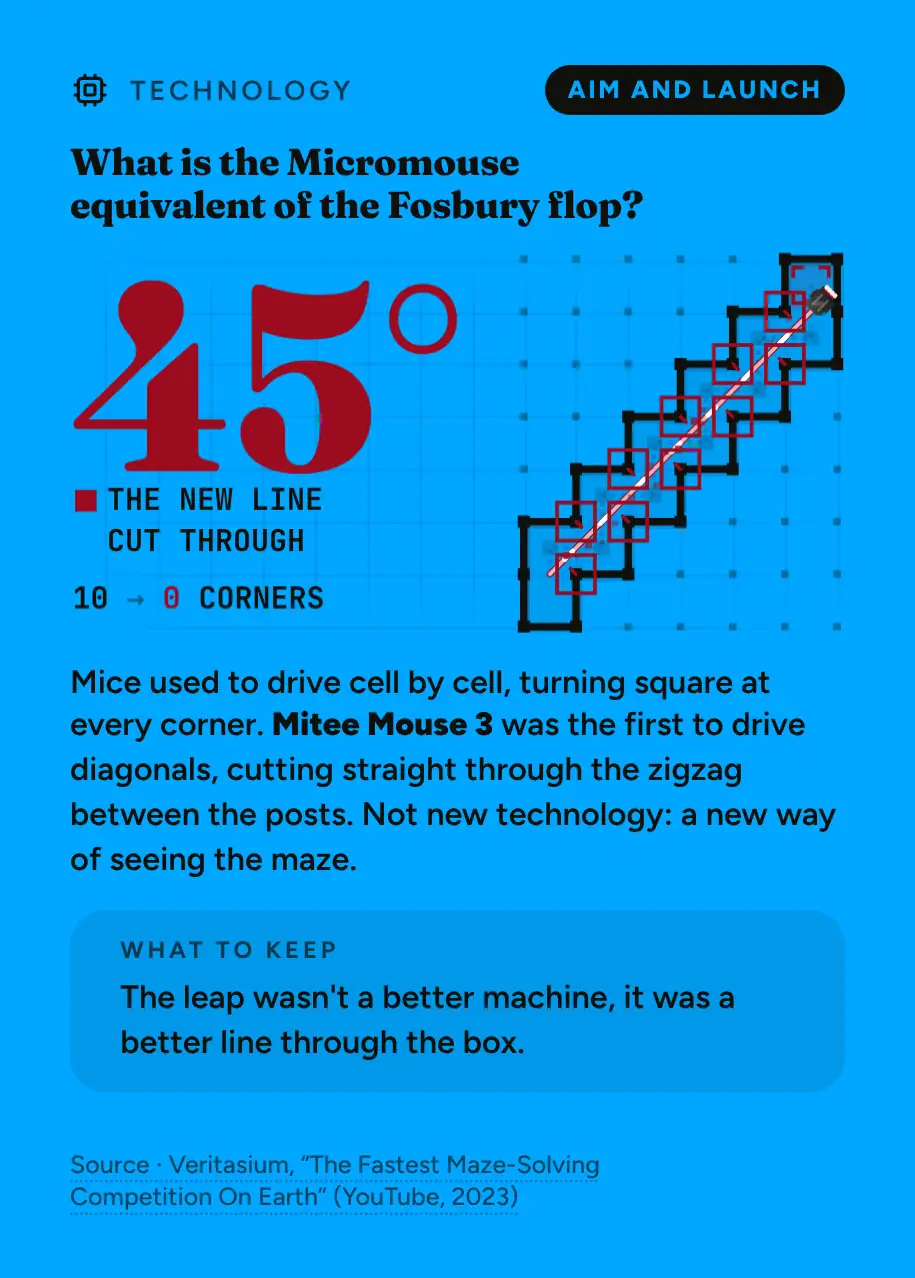 TECHNOLOGY
AIM AND LAUNCH
What is the Micromouse
equivalent of the Fosbury flop?
45°
THE NEW LINE
CUT THROUGH
10 → 0 CORNERS
Mice used to drive cell by cell, turning square at
every corner. Mitee Mouse 3 was the first to drive
diagonals, cutting straight through the zigzag
between the posts. Not new technology: a new way
of seeing the maze.
WHAT TO KEEP
The leap wasn't a better machine, it was a
better line through the box.
Source · Veritasium, “The Fastest Maze-Solving
Competition On Earth” (YouTube, 2023)